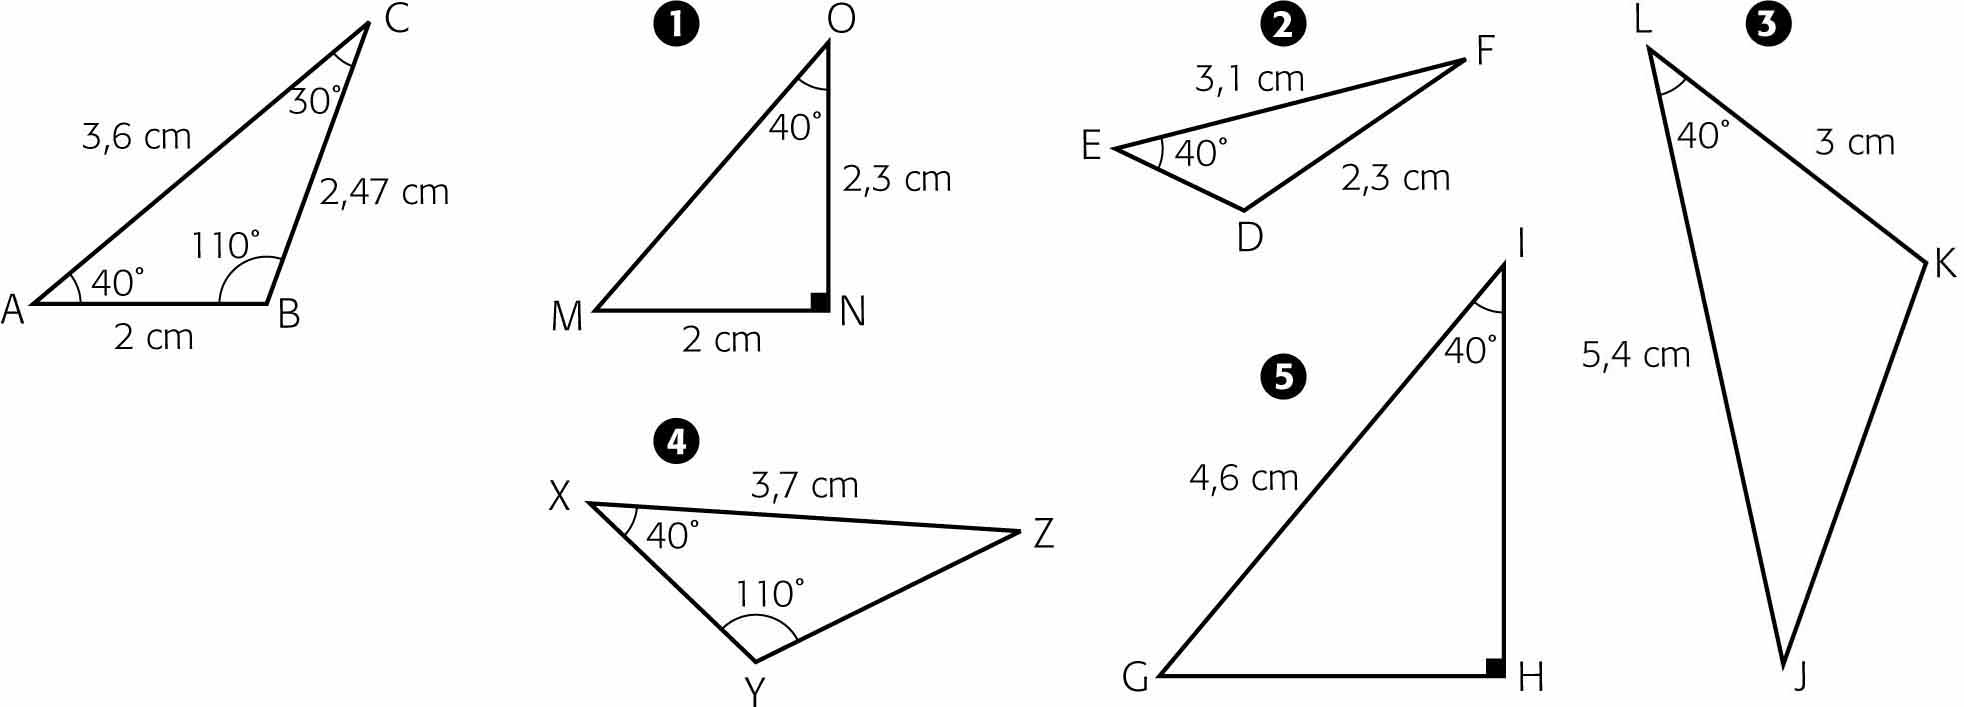 C
30°
3,6 cm
2,47 cm
110°
40°
A
B
2 cm
1
O
40°
2,3 cm
M
N
2 cm
2
F
3,1 cm
E
40°
2,3 cm
D
3
L
40°
3 cm
K
5,4 cm
J
4
X
3,7 cm
40°
Z
110°
Y
5
I
40°
4,6 cm
G
H